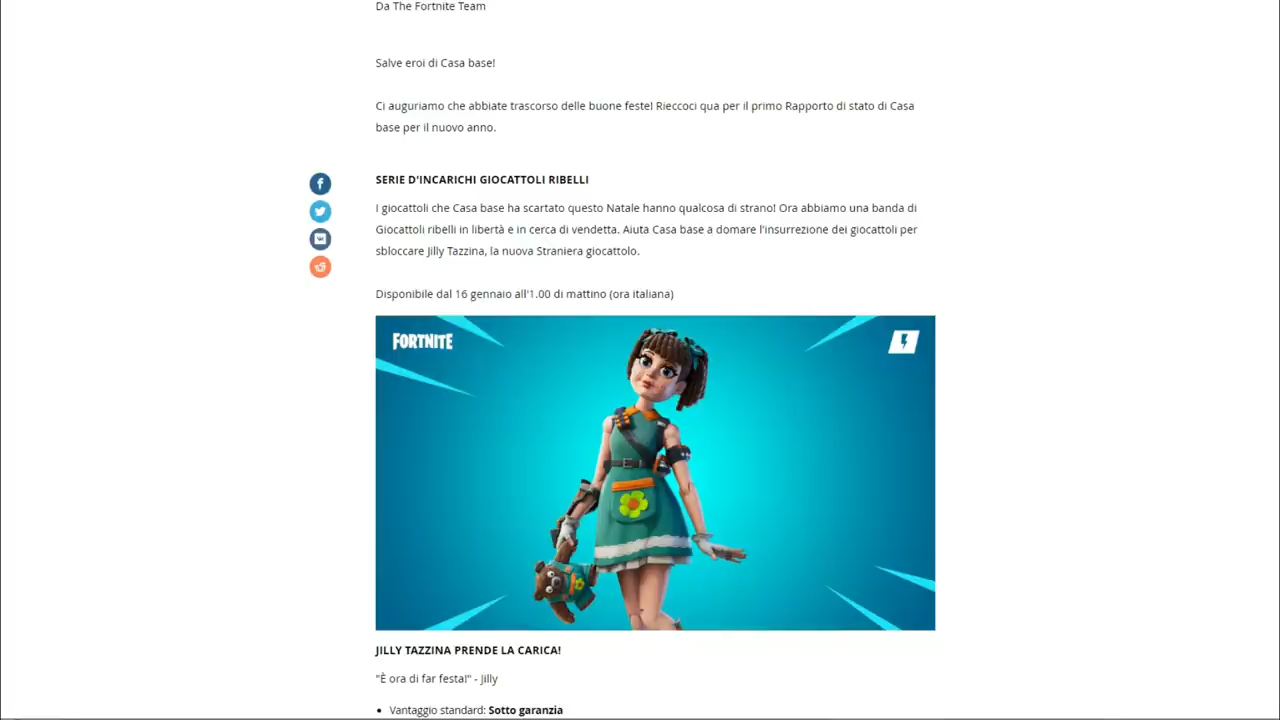 Da The Fortnite Team
Salve eroi di Casa base!
Ci auguriamo che abbiate trascorso delle buone feste! Rieccoci qua per il primo Rapporto di stato di Casa
base per il nuovo anno.
SERIE D'INCARICHI GIOCATTOLI RIBELLI
I giocattoli che Casa base ha scartato questo Natale hanno qualcosa di strano! Ora abbiamo una banda di
Giocattoli ribelli in libertà e in cerca di vendetta. Aiuta Casa base a domare l'insurrezione dei giocattoli per
sbloccare Jilly Tazzina, la nuova Straniera giocattolo.
Disponibile dal 16 gennaio all'1.00 di mattino (ora italiana)
FORTNITE
JILLY TAZZINA PRENDE LA CARICA!
"È ora di far festa!" - Jilly
• Vantaggio standard: Sotto garanzia